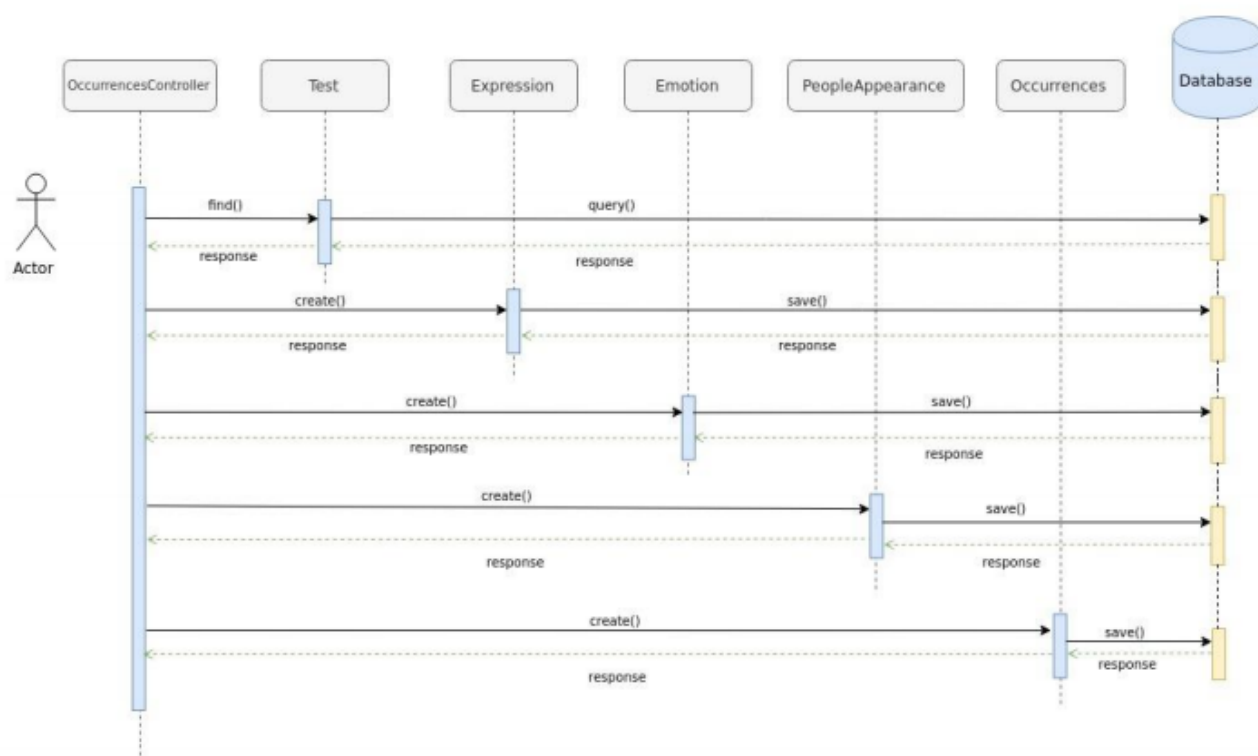 OccurrencesController
Test
Expression
Emotion
PeopleAppearance
Occurrences
Database
Actor
find()
query()
response
response
create()
save()
response
response
create()
save()
response
response
create()
save()
response
response
create()
save()
response
response